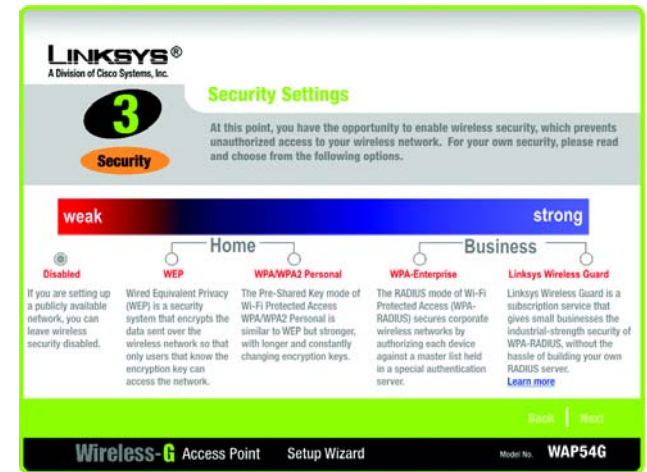 LINKSYS®
A Division of Cisco Systems, Inc.
3
Security
Security Settings
At this point, you have the opportunity to enable wireless security, which prevents
unauthorized access to your wireless network. For your own security, please read
and choose from the following options.
weak
strong
Home
Business
Disabled
If you are setting up
a publicly available
network, you can
leave wireless
security disabled.
WEP
Wired Equivalent Privacy
(WEP) is a security
system that encrypts the
data sent over the
wireless network so that
only users that know the
encryption key can
access the network.
WPA/WPA2 Personal
The Pre-Shared Key mode of
Wi-Fi Protected Access
WPA/WPA2 Personal is
similar to WEP but stronger,
with longer and constantly
changing encryption keys.
WPA-Enterprise
The RADIUS mode of Wi-Fi
Protected Access (WPA-
RADIUS) secures corporate
wireless networks by
authorizing each device
against a master list held
in a special authentication
server.
Linksys Wireless Guard
Linksys Wireless Guard is a
subscription service that
gives small businesses the
industrial-strength security of
WPA-RADIUS, without the
hassle of building your own
RADIUS server.
Learn more
Back | Next
Wireless-G Access Point Setup Wizard Model No. WAP54G